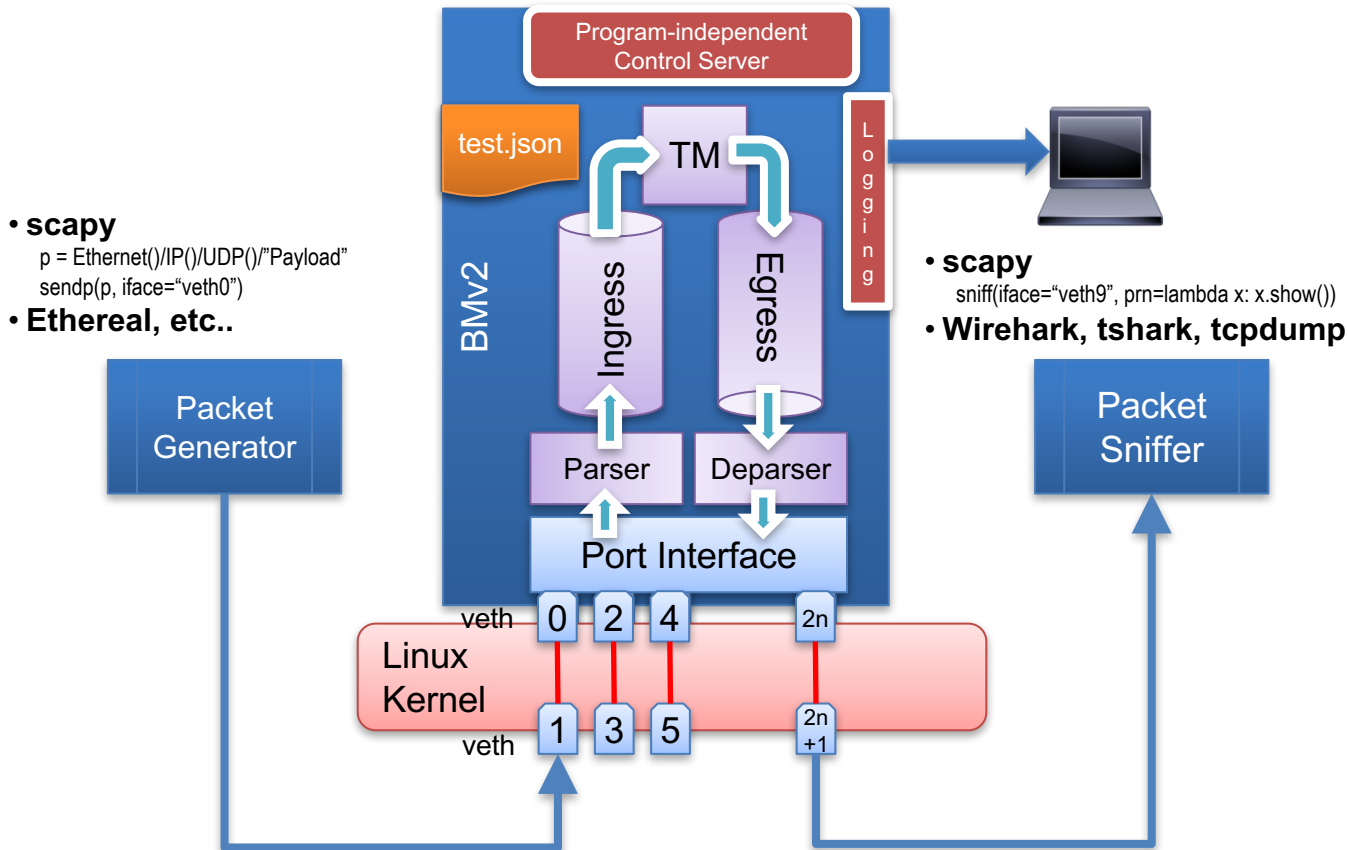 Program-independent
Control Server
test.json
TM
Logging
BMv2
Ingress
Egress
Parser
Deparser
Port Interface
• scapy
p = Ethernet()/IP()/UDP()/”Payload”
sendp(p, iface=“veth0”)
• Ethereal, etc..
Packet
Generator
• scapy
sniff(iface=“veth9”, prn=lambda x: x.show())
• Wirehark, tshark, tcpdump
Packet
Sniffer
veth 0 2 4 2n
Linux
Kernel
veth 1 3 5 2n
+1